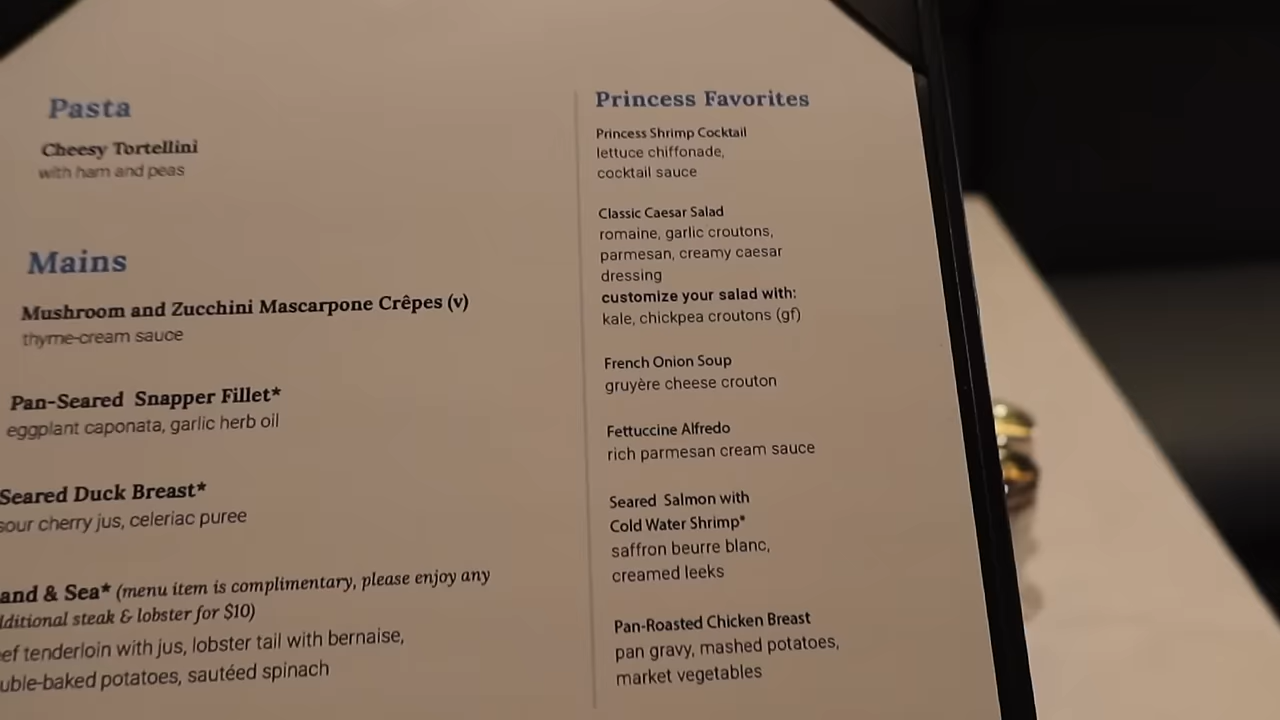 Pasta
Cheesy Tortellini
with ham and peas
Mains
Mushroom and Zucchini Mascarpone Crêpes (v)
thyme-cream sauce
Pan-Seared Snapper Fillet*
eggplant caponata, garlic herb oil
Seared Duck Breast*
sour cherry jus, celeriac puree
and & Sea* (menu item is complimentary, please enjoy any
dditional steak & lobster for $10)
ef tenderloin with jus, lobster tail with bernaise,
uble-baked potatoes, sautéed spinach
Princess Favorites
Princess Shrimp Cocktail
lettuce chiffonade,
cocktail sauce
Classic Caesar Salad
romaine, garlic croutons,
parmesan, creamy caesar
dressing
customize your salad with:
kale, chickpea croutons (gf)
French Onion Soup
gruyère cheese crouton
Fettuccine Alfredo
rich parmesan cream sauce
Seared Salmon with
Cold Water Shrimp*
saffron beurre blanc,
creamed leeks
Pan-Roasted Chicken Breast
pan gravy, mashed potatoes,
market vegetables